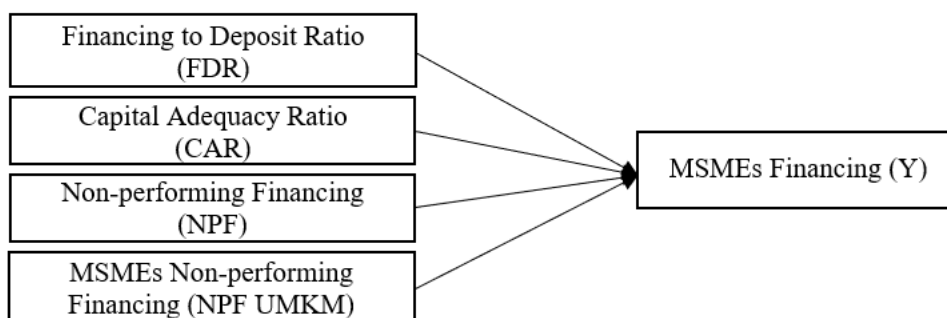 Financing to Deposit Ratio
(FDR)
Capital Adequacy Ratio
(CAR)
Non-performing Financing
(NPF)
MSMEs Non-performing
Financing (NPF UMKM)
MSMEs Financing (Y)